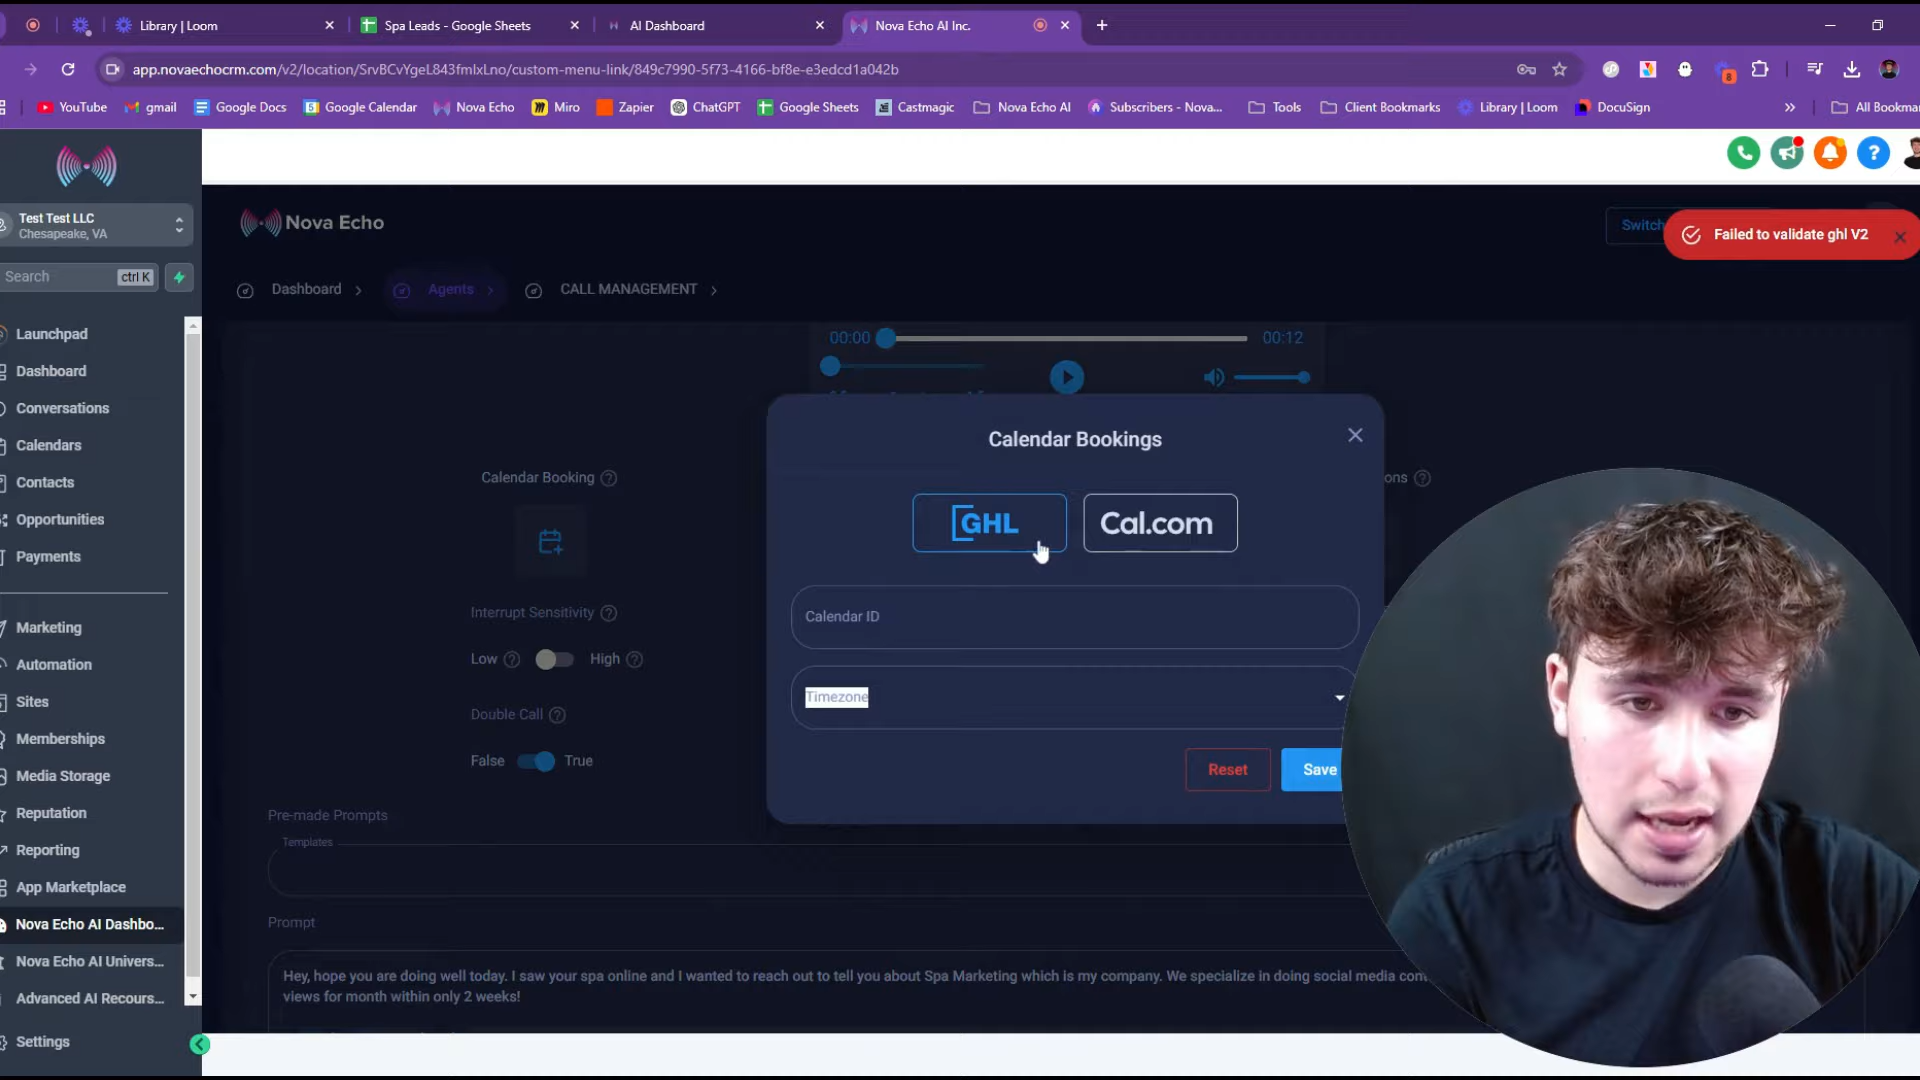 Library | Loom
Spa Leads - Google Sheets
AI Dashboard
Nova Echo AI Inc.
app.novaechocrm.com/v2/location/SrvBCvYgeL843fmlxLno/custom-menu-link/849c7990-5f73-4166-bf8e-e3edcd1a042b
8
YouTube
gmail
Google Docs
Google Calendar
Nova Echo
Miro
Zapier
ChatGPT
Google Sheets
Castmagic
Nova Echo AI
Subscribers - Nova...
Tools
Client Bookmarks
Library | Loom
DocuSign
All Bookma
Test Test LLC
Chesapeake, VA
Search
ctrl K
Launchpad
Dashboard
Conversations
Calendars
Contacts
Opportunities
Payments
Marketing
Automation
Sites
Memberships
Media Storage
Reputation
Reporting
App Marketplace
Nova Echo AI Dashbo...
Nova Echo AI Univers...
Advanced AI Recours...
Settings
Nova Echo
Switch
Failed to validate ghl V2
Dashboard
Agents
CALL MANAGEMENT
00:00
00:12
Calendar Bookings
GHL
Cal.com
Calendar ID
Timezone
Reset
Save
Calendar Booking
ons
Interrupt Sensitivity
Low
High
Double Call
False
True
Pre-made Prompts
Templates
Prompt
Hey, hope you are doing well today. I saw your spa online and I wanted to reach out to tell you about Spa Marketing which is my company. We specialize in doing social media con
views for month within only 2 weeks!